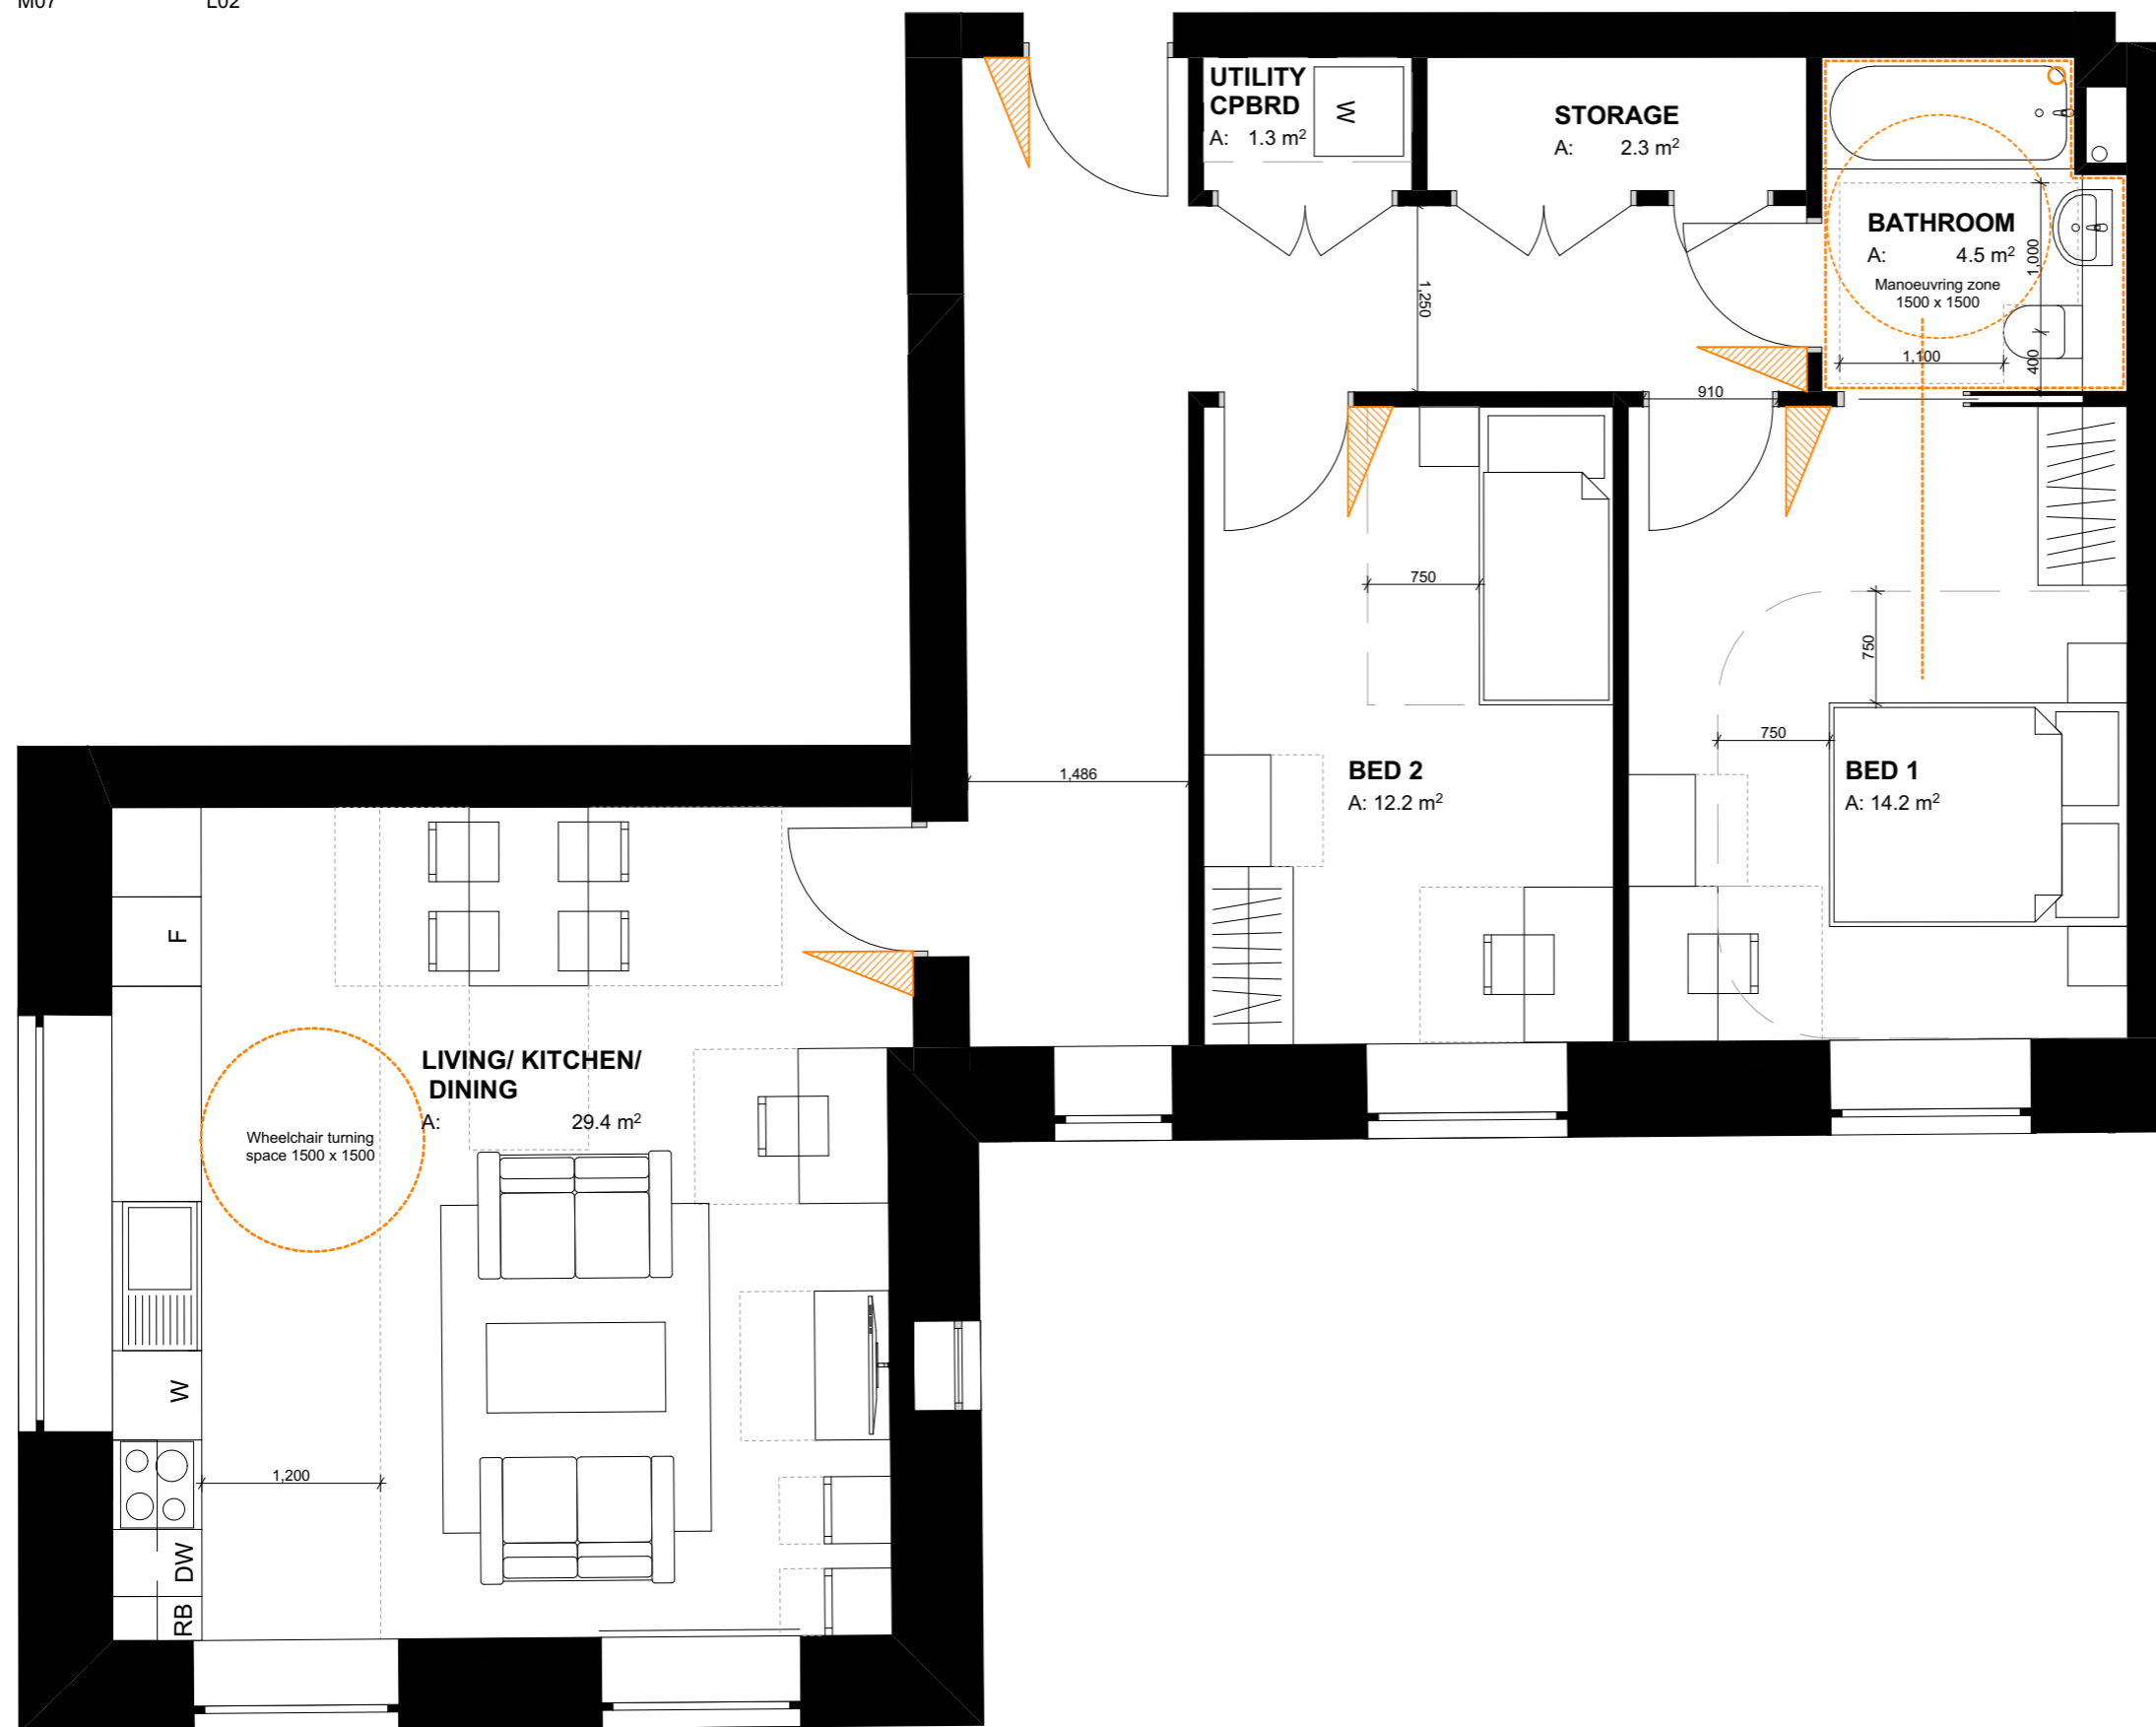 M07 L02
UTILITY
CPBRD
A: 1.3 m²
W
STORAGE
A: 2.3 m²
BATHROOM
A: 4.5 m²
Manoeuvring zone
1500 x 1500
1,000
1,100
400
1,250
910
750
750
750
1,486
BED 2
A: 12.2 m²
BED 1
A: 14.2 m²
F
LIVING/ KITCHEN/
DINING
A: 29.4 m²
Wheelchair turning
space 1500 x 1500
W
1,200
DW
RB